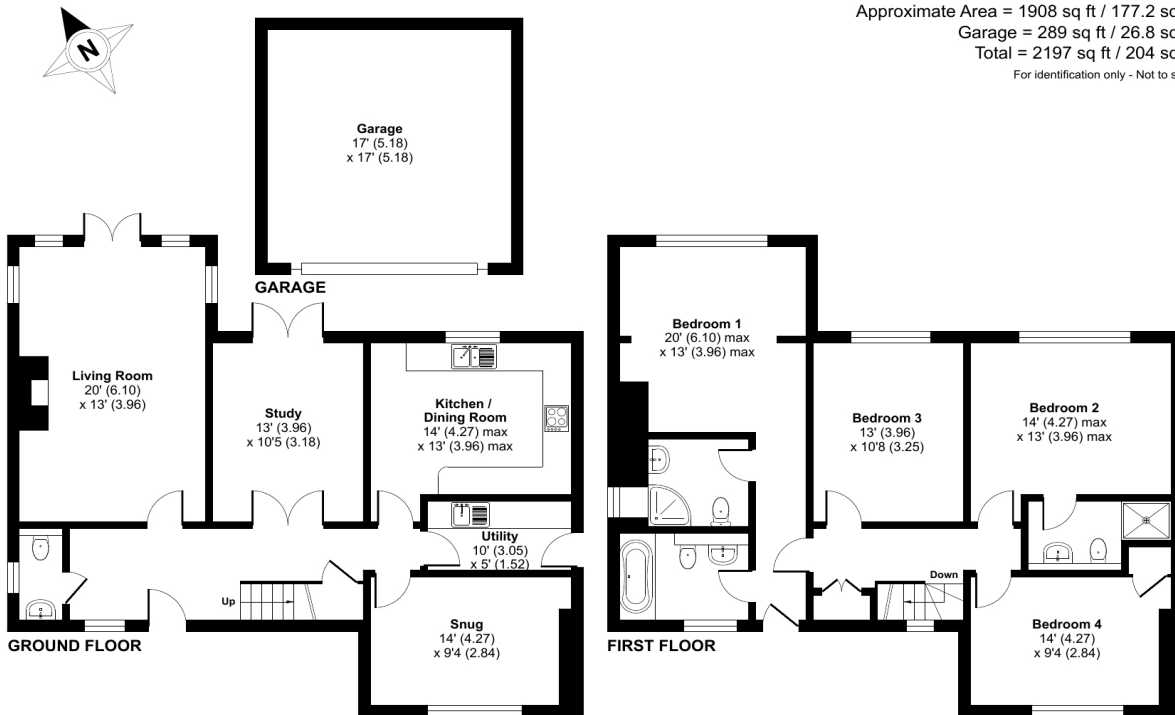 N
Approximate Area = 1908 sq ft / 177.2 sq
Garage = 289 sq ft / 26.8 sq
Total = 2197 sq ft / 204 sq
For identification only - Not to s
Garage
17' (5.18)
x 17' (5.18)
GARAGE
Living Room
20' (6.10)
x 13' (3.96)
Study
13' (3.96)
x 10'5 (3.18)
Kitchen /
Dining Room
14' (4.27) max
x 13' (3.96) max
Utility
10' (3.05)
x 5' (1.52)
Up
Snug
14' (4.27)
x 9'4 (2.84)
GROUND FLOOR
Bedroom 1
20' (6.10) max
x 13' (3.96) max
Bedroom 3
13' (3.96)
x 10'8 (3.25)
Bedroom 2
14' (4.27) max
x 13' (3.96) max
Down
Bedroom 4
14' (4.27)
x 9'4 (2.84)
FIRST FLOOR